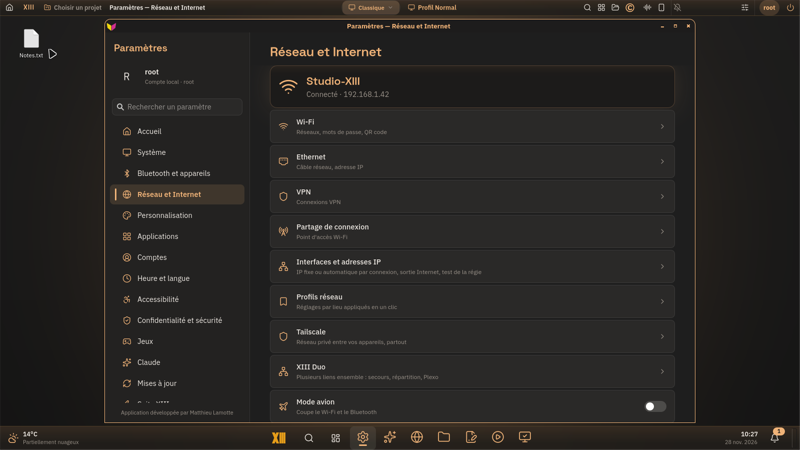 XIII Choisir un projet Paramètres — Réseau et Internet
Classique
Profil Normal
root
Notes.txt
Paramètres — Réseau et Internet
Paramètres
R
root
Compte local · root
Rechercher un paramètre
Accueil
Système
Bluetooth et appareils
Réseau et Internet
Personnalisation
Applications
Comptes
Heure et langue
Accessibilité
Confidentialité et sécurité
Jeux
Claude
Mises à jour
Application développée par Matthieu Lamotte
Réseau et Internet
Studio-XIII
Connecté · 192.168.1.42
Wi-Fi
Réseaux, mots de passe, QR code
Ethernet
Câble réseau, adresse IP
VPN
Connexions VPN
Partage de connexion
Point d'accès Wi-Fi
Interfaces et adresses IP
IP fixe ou automatique par connexion, sortie Internet, test de la régie
Profils réseau
Réglages par lieu appliqués en un clic
Tailscale
Réseau privé entre vos appareils, partout
XIII Duo
Plusieurs liens ensemble : secours, répartition, Plexo
Mode avion
Coupe le Wi-Fi et le Bluetooth
14°C
Partiellement nuageux
XIII
10:27
28 nov. 2026
1